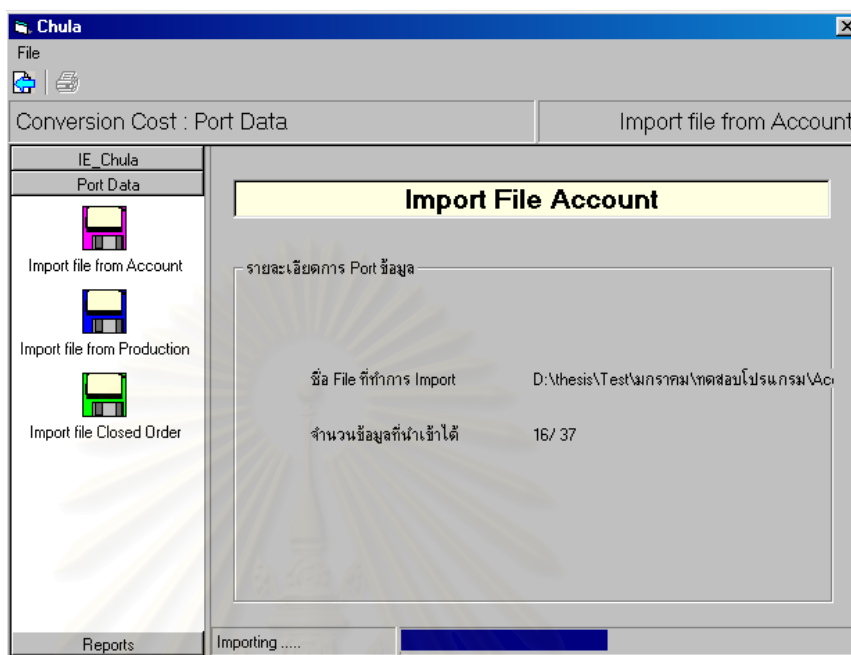 Chula
File
Conversion Cost : Port Data
Import file from Account
IE_Chula
Port Data
Import file from Account
Import file from Production
Import file Closed Order
Reports
Import File Account
รายละเอียดการ Port ข้อมูล
ชื่อ File ที่ทำการ Import
D:\thesis\Test\มกราคม\ทดสอบโปรแกรม\Acc
จำนวนข้อมูลที่นำเข้าได้
16/ 37
Importing .....